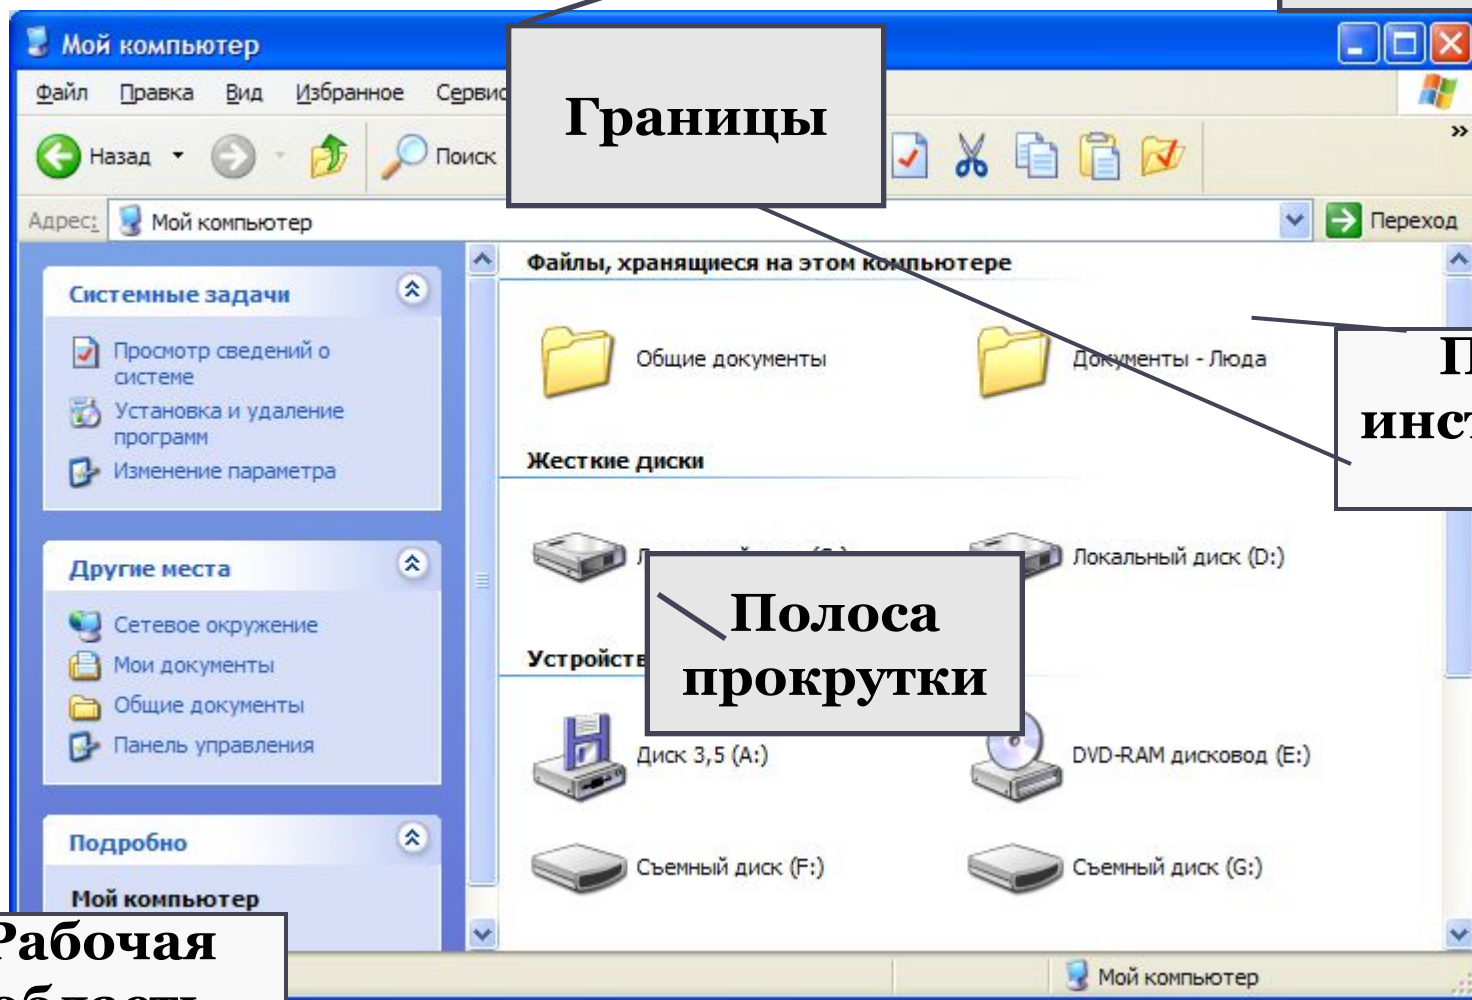 Мой компьютер
Файл Правка Вид Избранное Сервис
Границы
Назад Поиск
»
Адрес: Мой компьютер Переход
Системные задачи
Просмотр сведений о
системе
Установка и удаление
программ
Изменение параметра
Другие места
Сетевое окружение
Мои документы
Общие документы
Панель управления
Подробно
Мой компьютер
Файлы, хранящиеся на этом компьютере
Общие документы Документы - Люда
Жесткие диски
Локальный диск (D:)
Полоса
прокрутки
Диск 3,5 (A:) DVD-RAM дисковод (E:)
Съемный диск (F:) Съемный диск (G:)
Рабочая
область
Мой компьютер